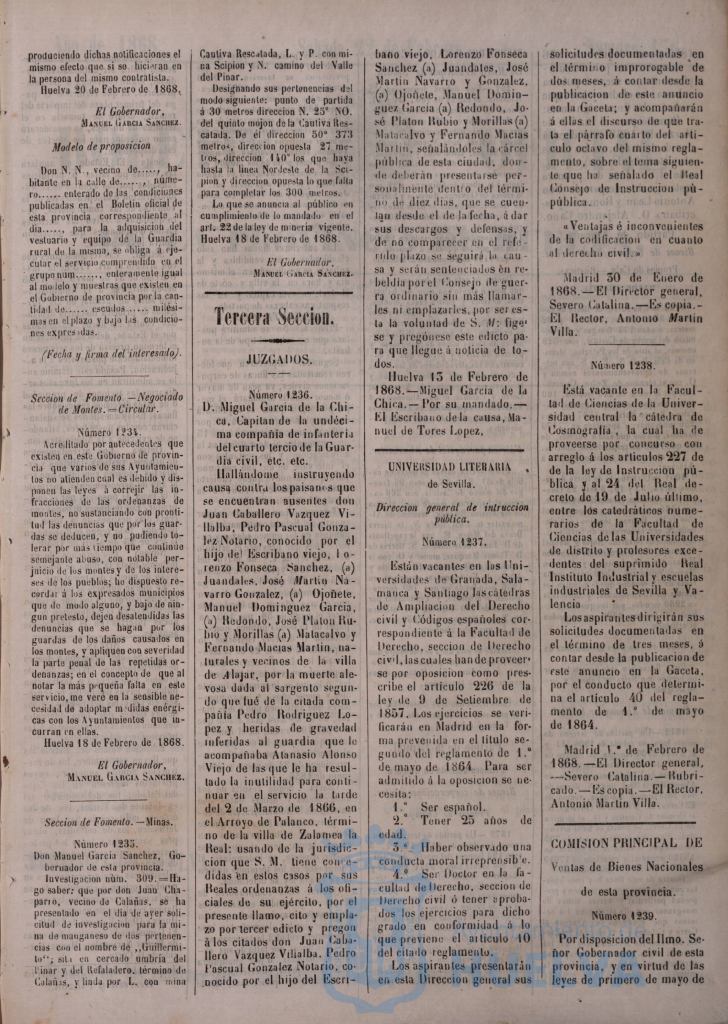 produciendo dichas notificaciones el
mismo efecto que si se hicieran en
la persona del mismo contratista.
Huelva 20 de Febrero de 1868,
El Gobernador,
MANUEL GARCIA SANCHEZ.
Modelo de proposicion
Don N. N., vecino de....., ha-
bitante en la calle de......, núme-
ro..... enterado de las condiciones
publicadas en el Boletin oficial de
esta provincia correspondiente al
dia....., para la adquisicion del
vestuario y equipo de la Guardia
rural de la misma, se obliga á eje-
cutar el servicio comprendido en el
grupo num......, enteramente igual
al modelo y muestras que existen en
el Gobierno de provincia por la can-
tidad de...... escudos..... milési-
mas en el plazo y bajo las condicio-
nes expresadas.
(Fecha y firma del interesado).
Seccion de Fomento.—Negociado
de Montes.—Circular.
Número 1234.
Acreditado por antecedentes que
existen en este Gobierno de provin-
cia que varios de sus Ayuntamien-
tos no atienden cual es debido y dis-
ponen las leyes á correjir las in-
fracciones de las ordenanzas de
montes, no sustanciando con pronti-
tud las denuncias que por los guar-
das se deducen, y no pudiendo to-
lerar por mas tiempo que continúe
semejante abuso, con notable per-
juicio de los montes y de los intere-
ses de los pueblos; he dispuesto re-
cordar á los expresados municipios
que de modo alguno, y bajo de nin-
gun pretesto, dejen desatendidas las
denuncias que se hagan por los
guardas de los daños causados en
los montes, y apliquen con severidad
la parte penal de las repetidas or-
denanzas; en el concepto de que al
notar la más pequeña falta en este
servicio, me veré en la sensible ne-
cesidad de adoptar medidas enérgi-
cas con los Ayuntamientos que in-
curran en ellas.
Huelva 18 de Febrero de 1868.
El Gobernador,
MANUEL GARCIA SANCHEZ.
Seccion de Fomento.—Minas.
Número 1235.
Don Manuel Garcia Sanchez, Go-
bernador de esta provincia.
Investigacion núm. 309.—Ha-
go saber: que por don Juan Cha-
parro, vecino de Calañas, se ha
presentado en el dia de ayer soli-
citud de investigacion para la mi-
na de manganeso de dos pertenen-
cias con el nombre de ,,Guillermi-
to“; sita en cercado umbria del
Pinar y del Refaladero, término de
Calañas, y linda por L. con mina
Cautiva Rescatada, L. y P. con mi-
na Scipion y N. camino del Valle
del Pinar.
Designando sus pertenencias del
modo siguiente: punto de partida
á 30 metros direccion N. 25° NO.
del quinto mojon de la Cautiva Res-
catada. De él direccion 50° 373
metros, direccion opuesta 27 me-
tros, direccion 140° los que haya
hasta la linea Nordeste de la Sci-
pion y direccion opuesta lo que falta
para completar los 300 metros.
Lo que se anuncia al público en
cumplimiento de lo mandado en el
art. 22 de la ley de mineria vigente.
Huelva 18 de Febrero de 1868.
El Gobernador,
MANUEL GARCIA SANCHEZ.
Tercera Seccion.
JUZGADOS.
Número 1236.
D. Miguel Garcia de la Chi-
ca, Capitan de la undéci-
ma compañia de infanteria
del cuarto tercio de la Guar-
dia civil, etc. etc.
Hallándome instruyendo
causa contra los paisanos que
se encuentran ausentes don
Juan Caballero Vazquez Vi-
llalba, Pedro Pascual Gonza-
lez Notario, conocido por el
hijo del Escribano viejo, Lo-
renzo Fonseca Sanchez, (a)
Juandales, José Martin Na-
varro Gonzalez, (a) Ojoñete,
Manuel Dominguez Garcia,
(a) Redondo, José Platon Ru-
bio y Morillas (a) Matacalvo y
Fernando Macias Martin, na-
turales y vecinos de la villa
de Alajar, por la muerte ale-
vosa dada al sargento segun-
do que fué de la citada com-
pañia Pedro Rodriguez Lo-
pez y heridas de gravedad
inferidas al guardia que le
acompañaba Atanasio Alonso
Viejo de las que le ha resul-
tado la inutilidad para conti-
nuar en el servicio la tarde
del 2 de Marzo de 1866, en
el Arroyo de Palanco, térmi-
no de la villa de Zalamea la
Real: usando de la jurisdic-
cion que S. M. tiene conce-
didas en estos casos por sus
Reales ordenanzas á los ofi-
ciales de su ejército, por el
presente llamo, cito y empla-
zo por tercer edicto y pregon
á los citados don Juan Caba-
llero Vazquez Villalba, Pedro
Pascual Gonzalez Notario, co-
nocido por el hijo del Escri-
bano viejo, Lorenzo Fonseca
Sanchez (a) Juandales, José
Martin Navarro y Gonzalez,
(a) Ojoñete, Manuel Domin-
guez Garcia (a) Redondo, Jo-
sé Platon Rubio y Morillas (a)
Matacalvo y Fernando Macias
Martin, señalándoles la cárcel
pública de esta ciudad, don-
de deberán presentarse per-
sonalmente dentro del térmi-
no de diez dias, que se cuen-
tan desde el de la fecha, á dar
sus descargos y defensas, y
de no comparecer en el refe-
rido plazo se seguirá la cau-
sa y serán sentenciados en re-
beldia por el Consejo de gue-
rra ordinario sin más llamar-
les ni emplazarles, por ser es-
ta la voluntad de S. M: fige-
se y pregónese este edicto pa-
ra que llegue á noticia de to-
dos.
Huelva 15 de Febrero de
1868.—Miguel Garcia de la
Chica.—Por su mandado.—
El Escribano de la causa, Ma-
nuel de Tores Lopez.
UNIVERSIDAD LITERARIA
de Sevilla.
Direccion general de intruccion
pública.
Número 1237.
Están vacantes en las Uni-
versidades de Granada, Sala-
manca y Santiago las cátedras
de Ampliacion del Derecho
civil y Códigos españoles cor-
respondiente á la Facultad de
Derecho, seccion de Derecho
civil, las cuales han de proveer-
se por oposicion como pres-
cribe el artículo 226 de la
ley de 9 de Setiembre de
1857. Los ejercicios se veri-
ficarán en Madrid en la for-
ma prevenida en el título se-
gundo del reglamento de 1.°
de mayo de 1864. Para ser
admitido á la oposicion se ne-
cesita:
1.° Ser español.
2.° Tener 25 años de
edad.
3.° Haber observado una
conducta moral irreprensible.
4.° Ser Doctor en la fa-
cultad de Derecho, seccion de
Derecho civil ó tener aproba-
dos los ejercicios para dicho
grado en conformidad á lo
que previene el artículo 40
del citado reglamento.
Los aspirantes presentarán
en esta Direccion general sus
solicitudes documentadas en
el término improrogable de
dos meses, á contar desde la
publicacion de este anuncio
en la Gaceta; y acompañarán
á ellas el discurso de que tra-
ta el párrafo cuarto del artí-
culo octavo del mismo regla-
mento, sobre el tema siguien-
te que ha señalado el Real
Consejo de Instruccion pú-
pública.
«Ventajas é inconvenientes
de la codificacion en cuanto
al derecho civil.»
Madrid 30 de Enero de
1868.—El Director general,
Severo Catalina.—Es copia.—
El Rector, Antonio Martin
Villa.
Número 1238.
Está vacante en la Facul-
tad de Ciencias de la Univer-
sidad central la cátedra de
Cosmografía, la cual ha de
proveerse por concurso con
arreglo á los artículos 227 de
de la ley de Instruccion pú-
blica y al 24 del Real de-
creto de 19 de Julio último,
entre los catedráticos nume-
rarios de la Facultad de
Ciencias de las Universidades
de distrito y profesores exce-
dentes del suprimido Real
Instituto Industrial y escuelas
industriales de Sevilla y Va-
lencia
Los aspirantes dirigirán sus
solicitudes documentadas en
el término de tres meses, á
contar desde la publicacion de
este anuncio en la Gaceta,
por el conducto que determi-
na el artículo 40 del regla-
mento de 1.° de mayo
de 1864.
Madrid 1.° de Febrero de
1868.—El Director general,
—Severo Catalina.—Rubri-
cado.—Es copia.—El Rector,
Antonio Martin Villa.
COMISION PRINCIPAL DE
Ventas de Bienes Nacionales
de esta provincia.
Número 1239.
Por disposicion del Ilmo. Se-
ñor Gobernador civil de esta
provincia, y en virtud de las
leyes de primero de mayo de